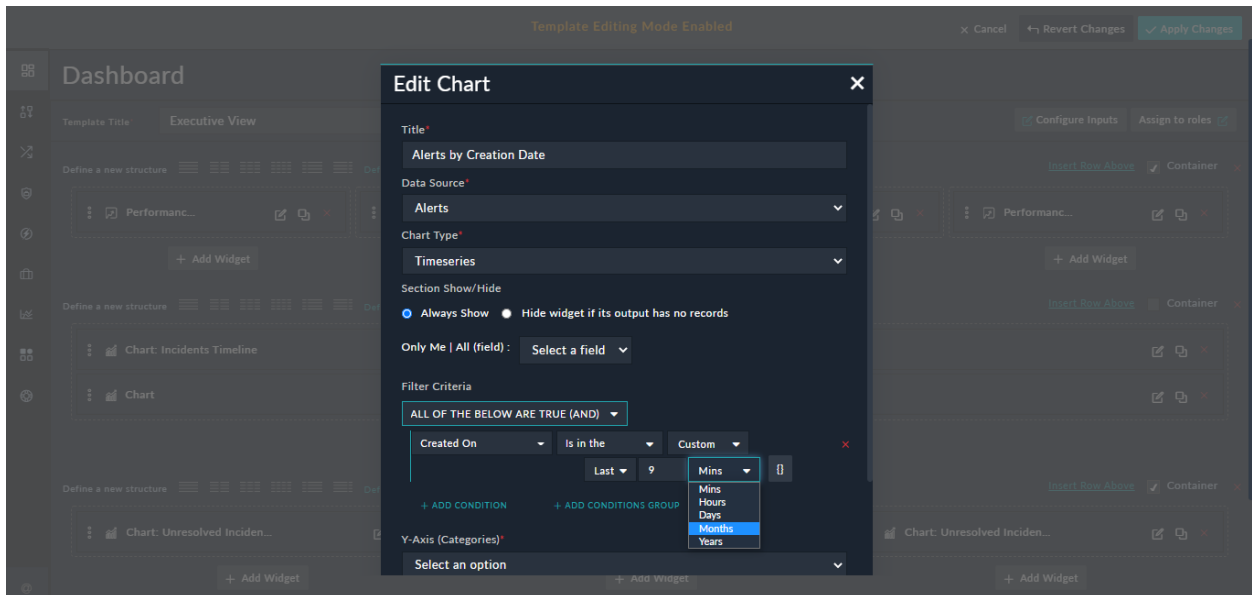 Template Editing Mode Enabled
Cancel
Revert Changes
Apply Changes
Dashboard
Template Title
Executive View
Configure Inputs
Assign to roles
Define a new structure
Insert Row Above
Container
Performanc...
Performanc...
+ Add Widget
+ Add Widget
Define a new structure
Insert Row Above
Container
Chart: Incidents Timeline
Chart
Define a new structure
Insert Row Above
Container
Chart: Unresolved Inciden...
Chart: Unresolved Inciden...
+ Add Widget
+ Add Widget
+ Add Widget
Edit Chart
Title*
Alerts by Creation Date
Data Source*
Alerts
Chart Type*
Timeseries
Section Show/Hide
Always Show
Hide widget if its output has no records
Only Me | All (field) :
Select a field
Filter Criteria
ALL OF THE BELOW ARE TRUE (AND)
Created On
Is in the
Custom
Last
9
Mins
{}
Mins
Hours
Days
Months
Years
+ ADD CONDITION
+ ADD CONDITIONS GROUP
Y-Axis (Categories)*
Select an option